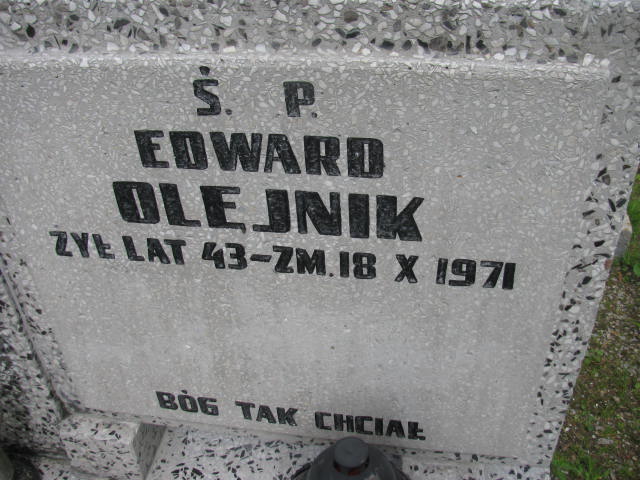 Ś. P.
EDWARD
OLEJNIK
ŻYŁ LAT 43-ZM. 18 X 1971
BÓG TAK CHCIAŁ